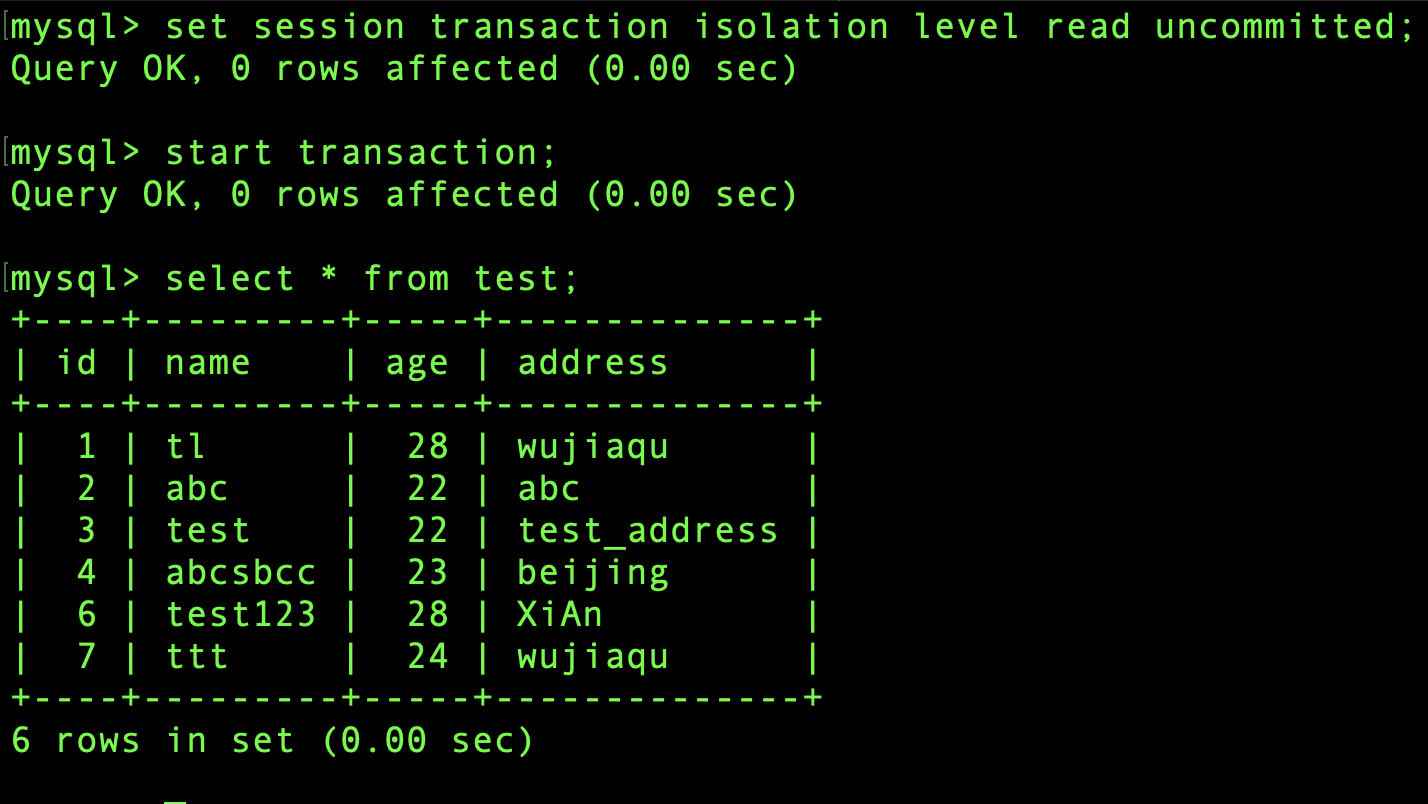 [mysql> set session transaction isolation level read uncommitted;
Query OK, 0 rows affected (0.00 sec)
[mysql> start transaction;
Query OK, 0 rows affected (0.00 sec)
[mysql> select * from test;
+----+---------+-----+--------------+
| id | name    | age | address      |
+----+---------+-----+--------------+
|  1 | tl      |  28 | wujiaqu      |
|  2 | abc     |  22 | abc          |
|  3 | test    |  22 | test_address |
|  4 | abcsbcc |  23 | beijing      |
|  6 | test123 |  28 | XiAn         |
|  7 | ttt     |  24 | wujiaqu      |
+----+---------+-----+--------------+
6 rows in set (0.00 sec)